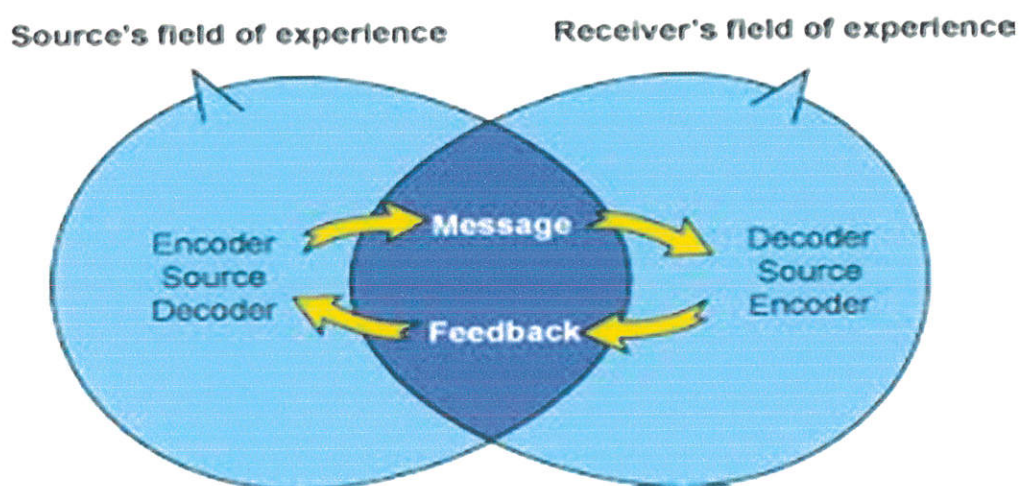 Source's field of experience
Receiver's field of experience
Encoder
Source
Decoder
Message
Feedback
Decoder
Source
Encoder